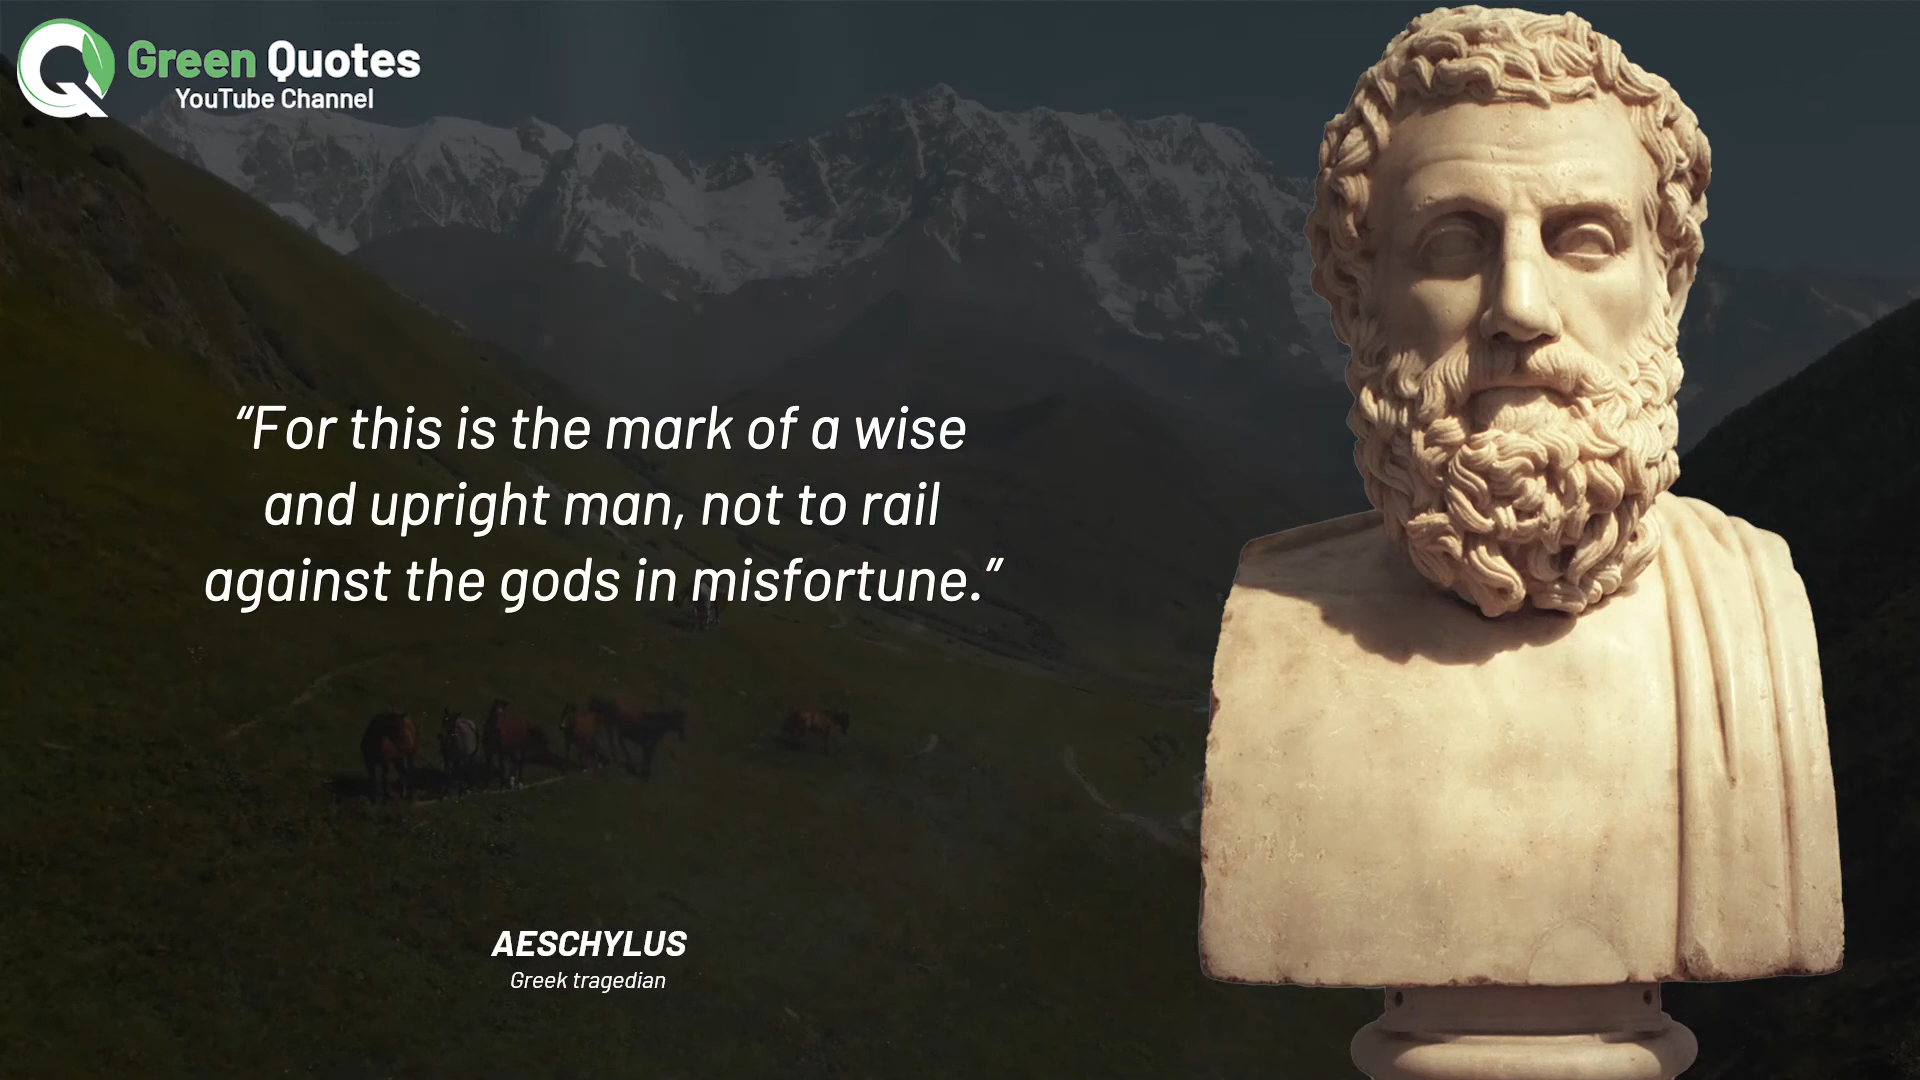 Green Quotes
YouTube Channel
“For this is the mark of a wise
and upright man, not to rail
against the gods in misfortune.”
AESCHYLUS
Greek tragedian